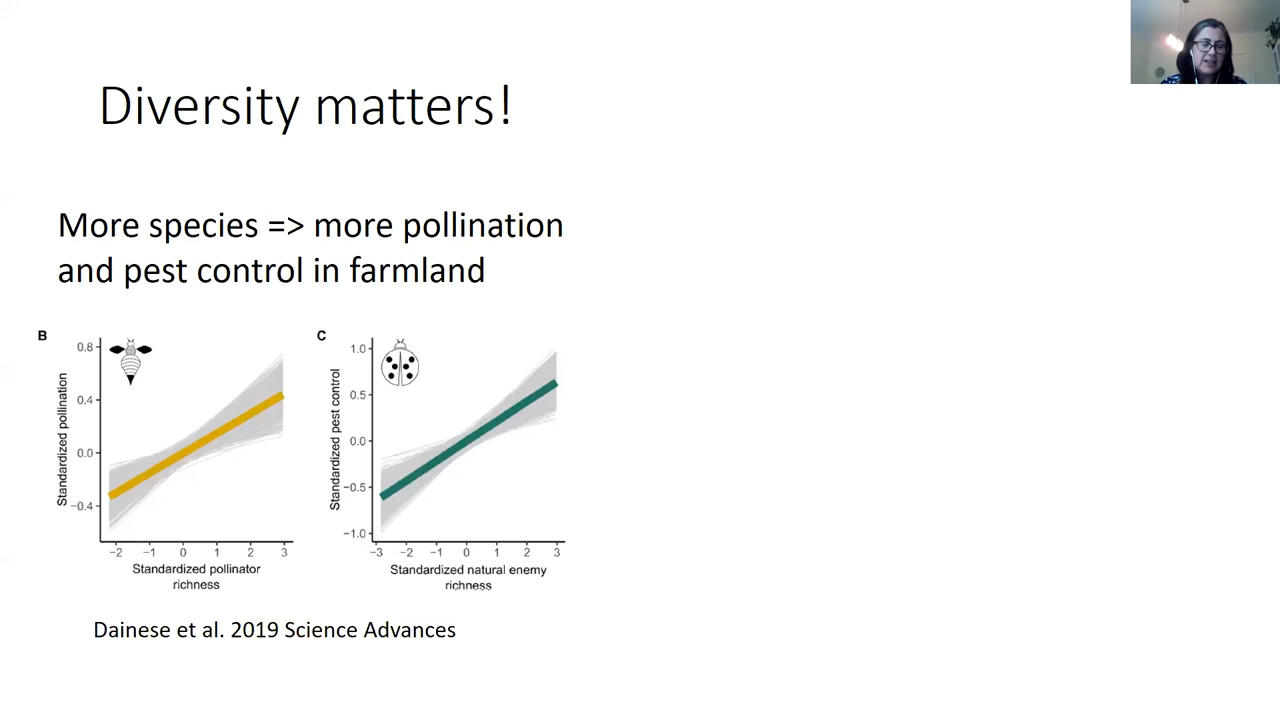 Diversity matters!
More species => more pollination
and pest control in farmland
B
0.8
0.4
0.0
−0.4
Standardized pollination
−2 −1 0 1 2 3
Standardized pollinator
richness
C
1.0
0.5
0.0
−0.5
−1.0
Standardized pest control
−3 −2 −1 0 1 2 3
Standardized natural enemy
richness
Dainese et al. 2019 Science Advances